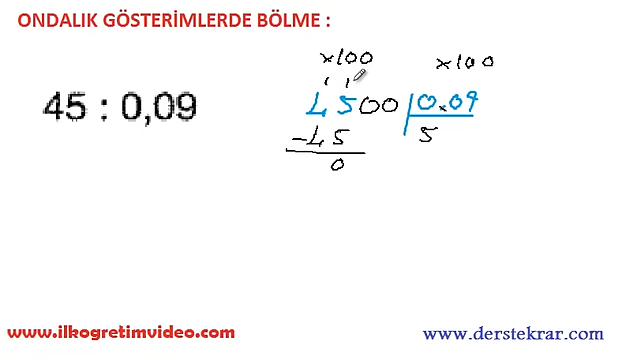 ONDALIK GÖSTERİMLERDE BÖLME :
x100 x100
45 : 0,09
4500 0.09
-45 5
0
www.ilkogretimvideo.com
www.derstekrar.com